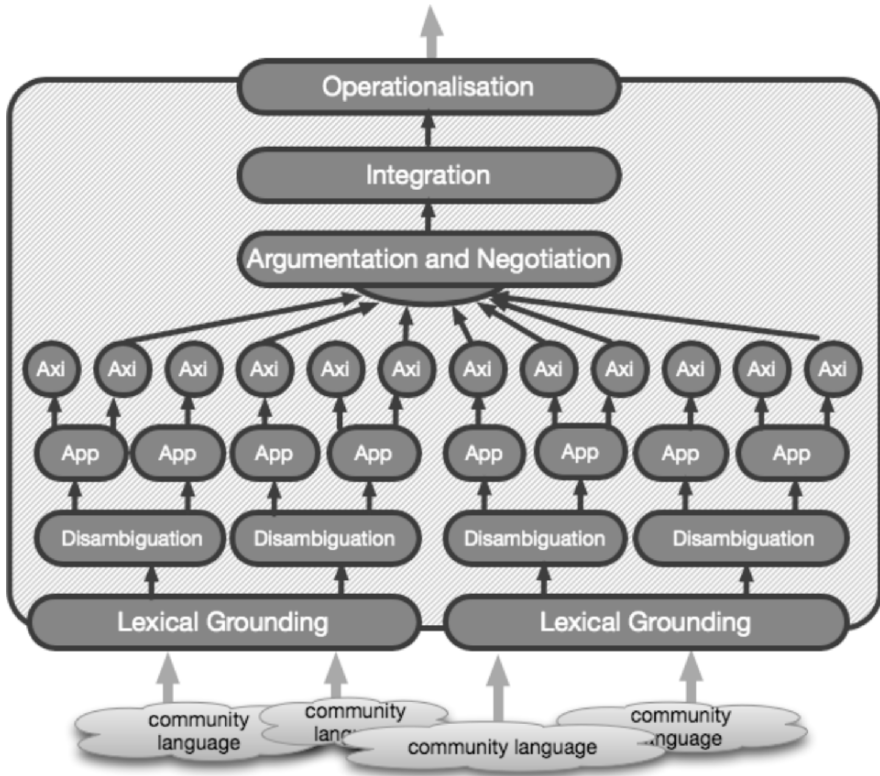 Operationalisation
Integration
Argumentation and Negotiation
Axi Axi Axi Axi Axi Axi Axi Axi Axi Axi Axi Axi
App App App App App App App App
Disambiguation Disambiguation Disambiguation Disambiguation
Lexical Grounding Lexical Grounding
community
language
community
community language
community